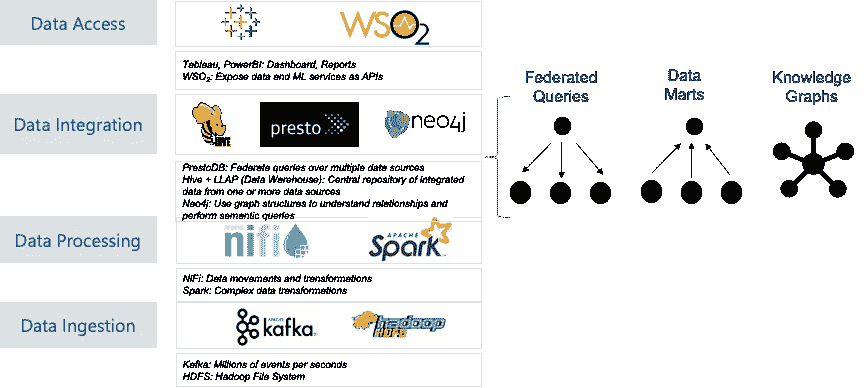 Data Access
WSO2
Tableau, PowerBI: Dashboard, Reports
WSO2: Expose data and ML services as APIs
Federated
Queries
Data
Marts
Knowledge
Graphs
Data Integration
HIVE
presto
neo4j
PrestoDB: Federate queries over multiple data sources
Hive + LLAP (Data Warehouse): Central repository of integrated
data from one or more data sources
Neo4j: Use graph structures to understand relationships and
perform semantic queries
Data Processing
nifi
APACHE
Spark
NiFi: Data movements and transformations
Spark: Complex data transformations
Data Ingestion
APACHE
kafka
hadoop
HDFS
Kafka: Millions of events per seconds
HDFS: Hadoop File System